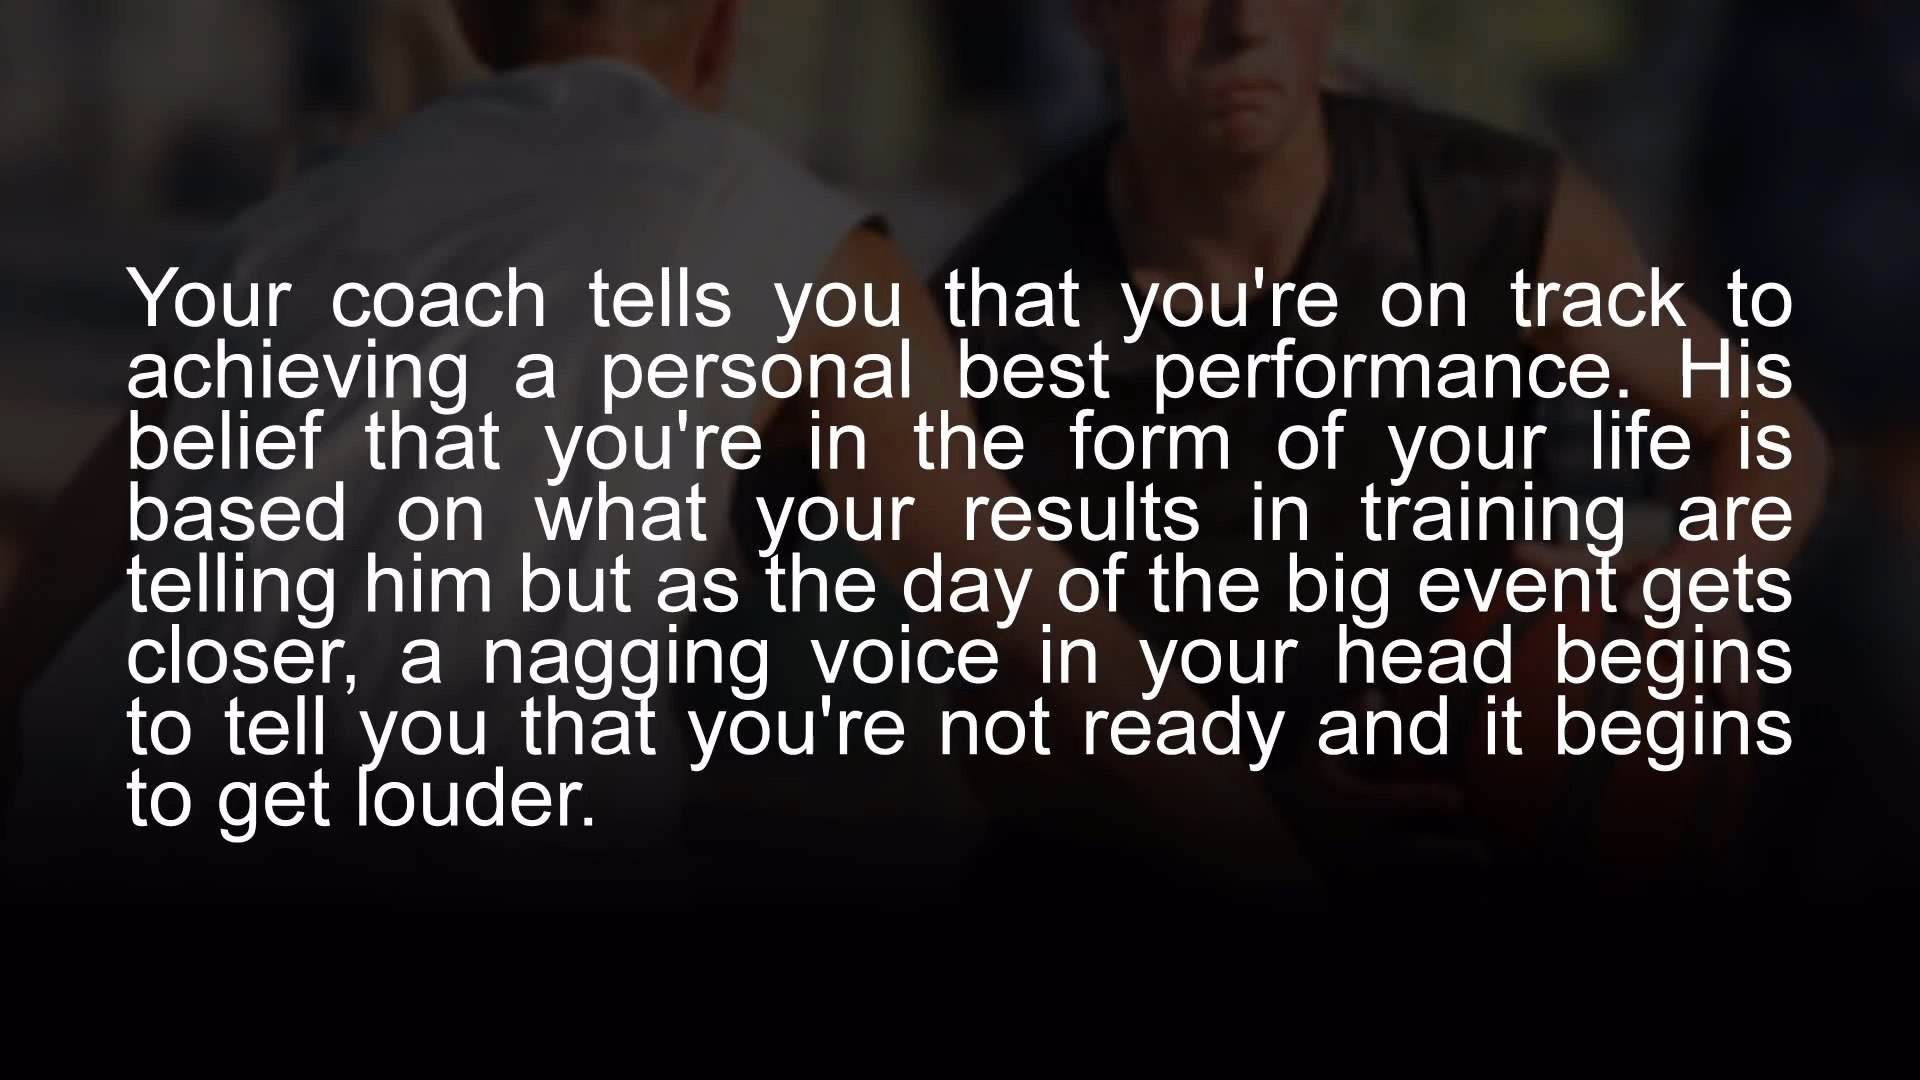 Your coach tells you that you're on track to
achieving a personal best performance. His
belief that you're in the form of your life is
based on what your results in training are
telling him but as the day of the big event gets
closer, a nagging voice in your head begins
to tell you that you're not ready and it begins
to get louder.